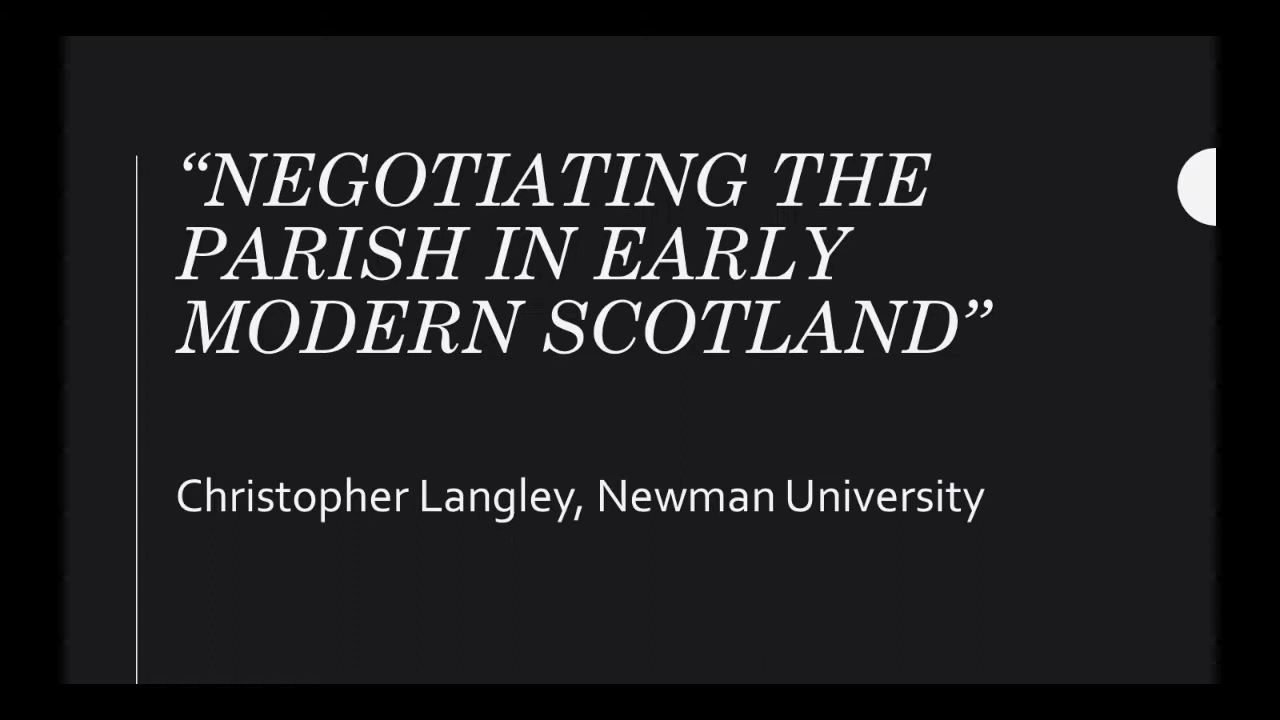 “NEGOTIATING THE
PARISH IN EARLY
MODERN SCOTLAND”
Christopher Langley, Newman University